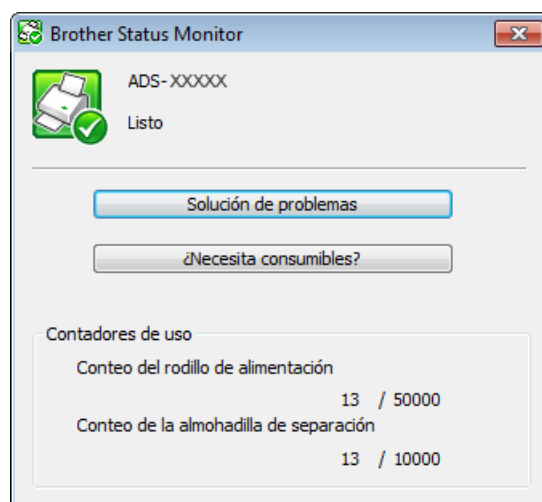 Brother Status Monitor
ADS-XXXXX
Listo
Solución de problemas
¿Necesita consumibles?
Contadores de uso
Conteo del rodillo de alimentación
13 / 50000
Conteo de la almohadilla de separación
13 / 10000